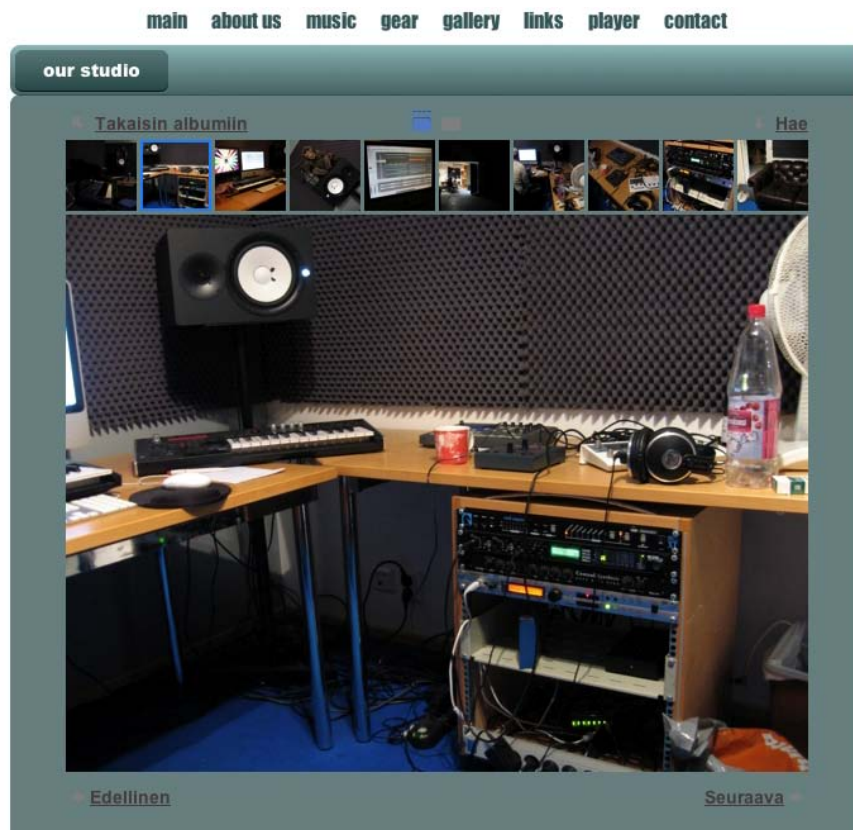 main about us music gear gallery links player contact
our studio
Takaisin albumiin Hae
Edellinen Seuraava